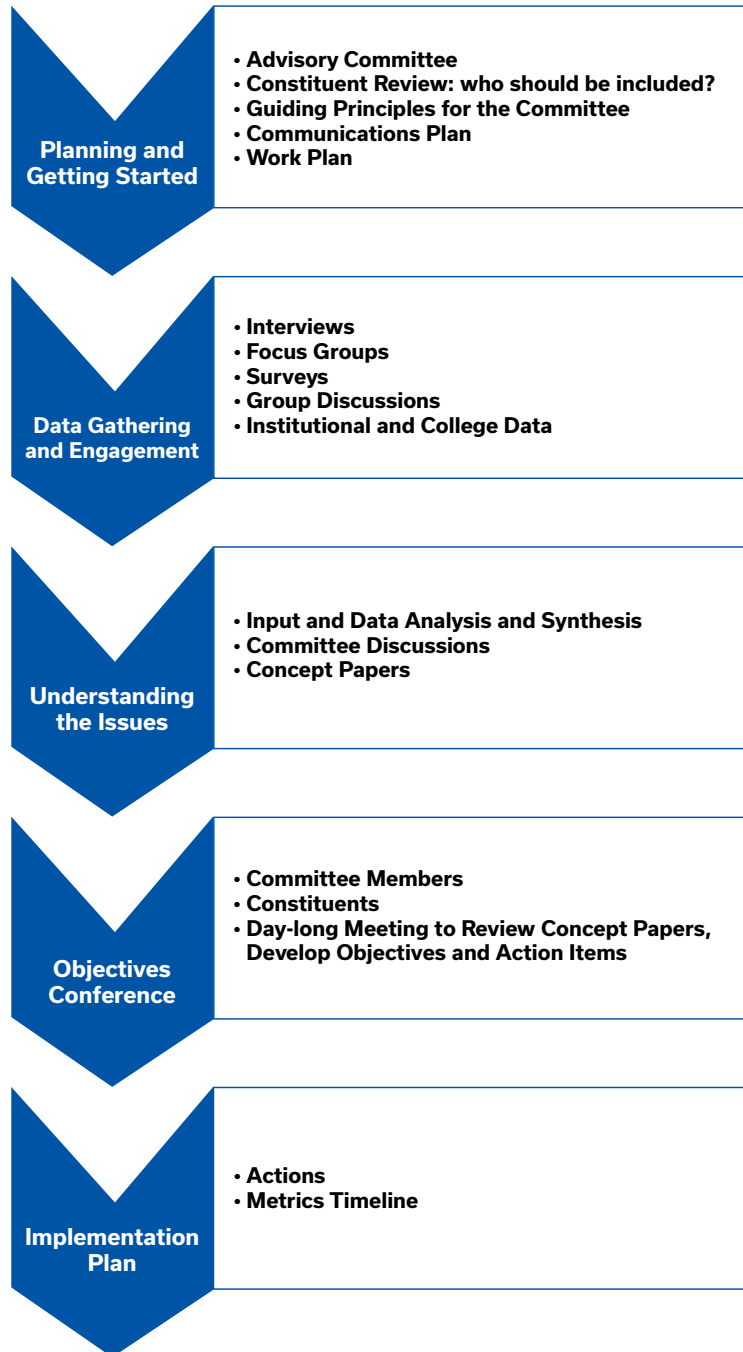 Planning and
Getting Started
• Advisory Committee
• Constituent Review: who should be included?
• Guiding Principles for the Committee
• Communications Plan
• Work Plan
Data Gathering
and Engagement
• Interviews
• Focus Groups
• Surveys
• Group Discussions
• Institutional and College Data
Understanding
the Issues
• Input and Data Analysis and Synthesis
• Committee Discussions
• Concept Papers
Objectives
Conference
• Committee Members
• Constituents
• Day-long Meeting to Review Concept Papers,
Develop Objectives and Action Items
Implementation
Plan
• Actions
• Metrics Timeline